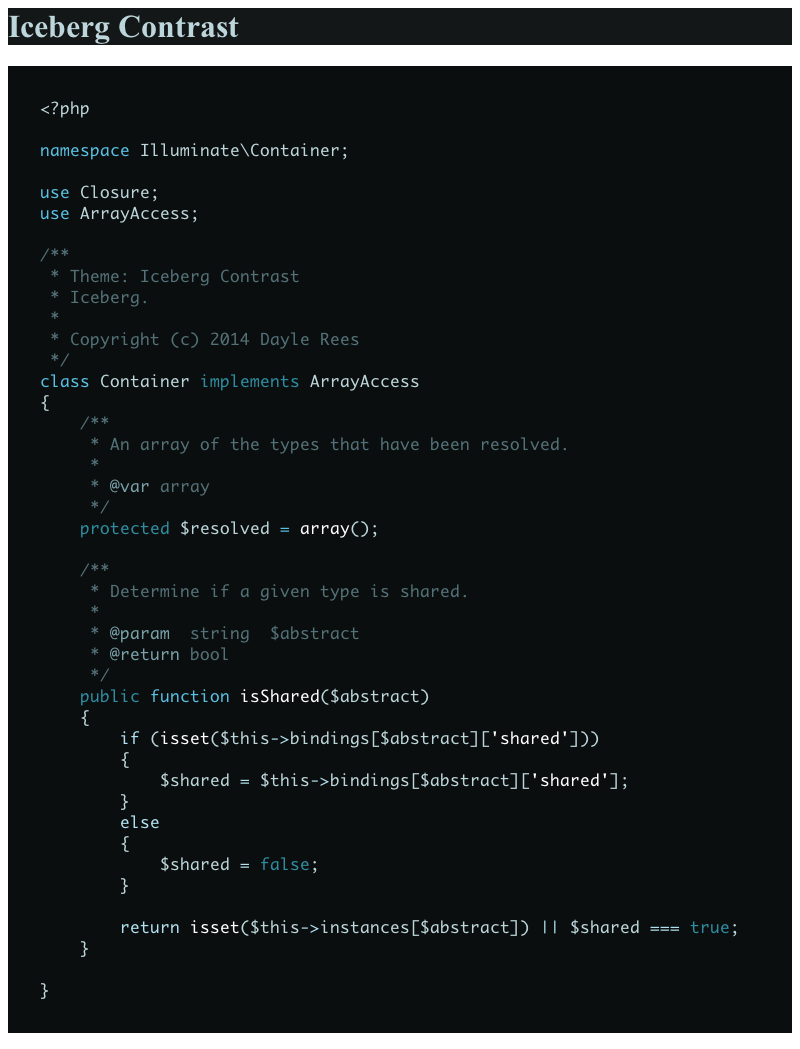 Iceberg Contrast
<?php
namespace Illuminate\Container;
use Closure;
use ArrayAccess;
/**
 * Theme: Iceberg Contrast
 * Iceberg.
 *
 * Copyright (c) 2014 Dayle Rees
 */
class Container implements ArrayAccess
{
    /**
     * An array of the types that have been resolved.
     *
     * @var array
     */
    protected $resolved = array();
    /**
     * Determine if a given type is shared.
     *
     * @param  string  $abstract
     * @return bool
     */
    public function isShared($abstract)
    {
        if (isset($this->bindings[$abstract]['shared']))
        {
            $shared = $this->bindings[$abstract]['shared'];
        }
        else
        {
            $shared = false;
        }
        return isset($this->instances[$abstract]) || $shared === true;
    }
}